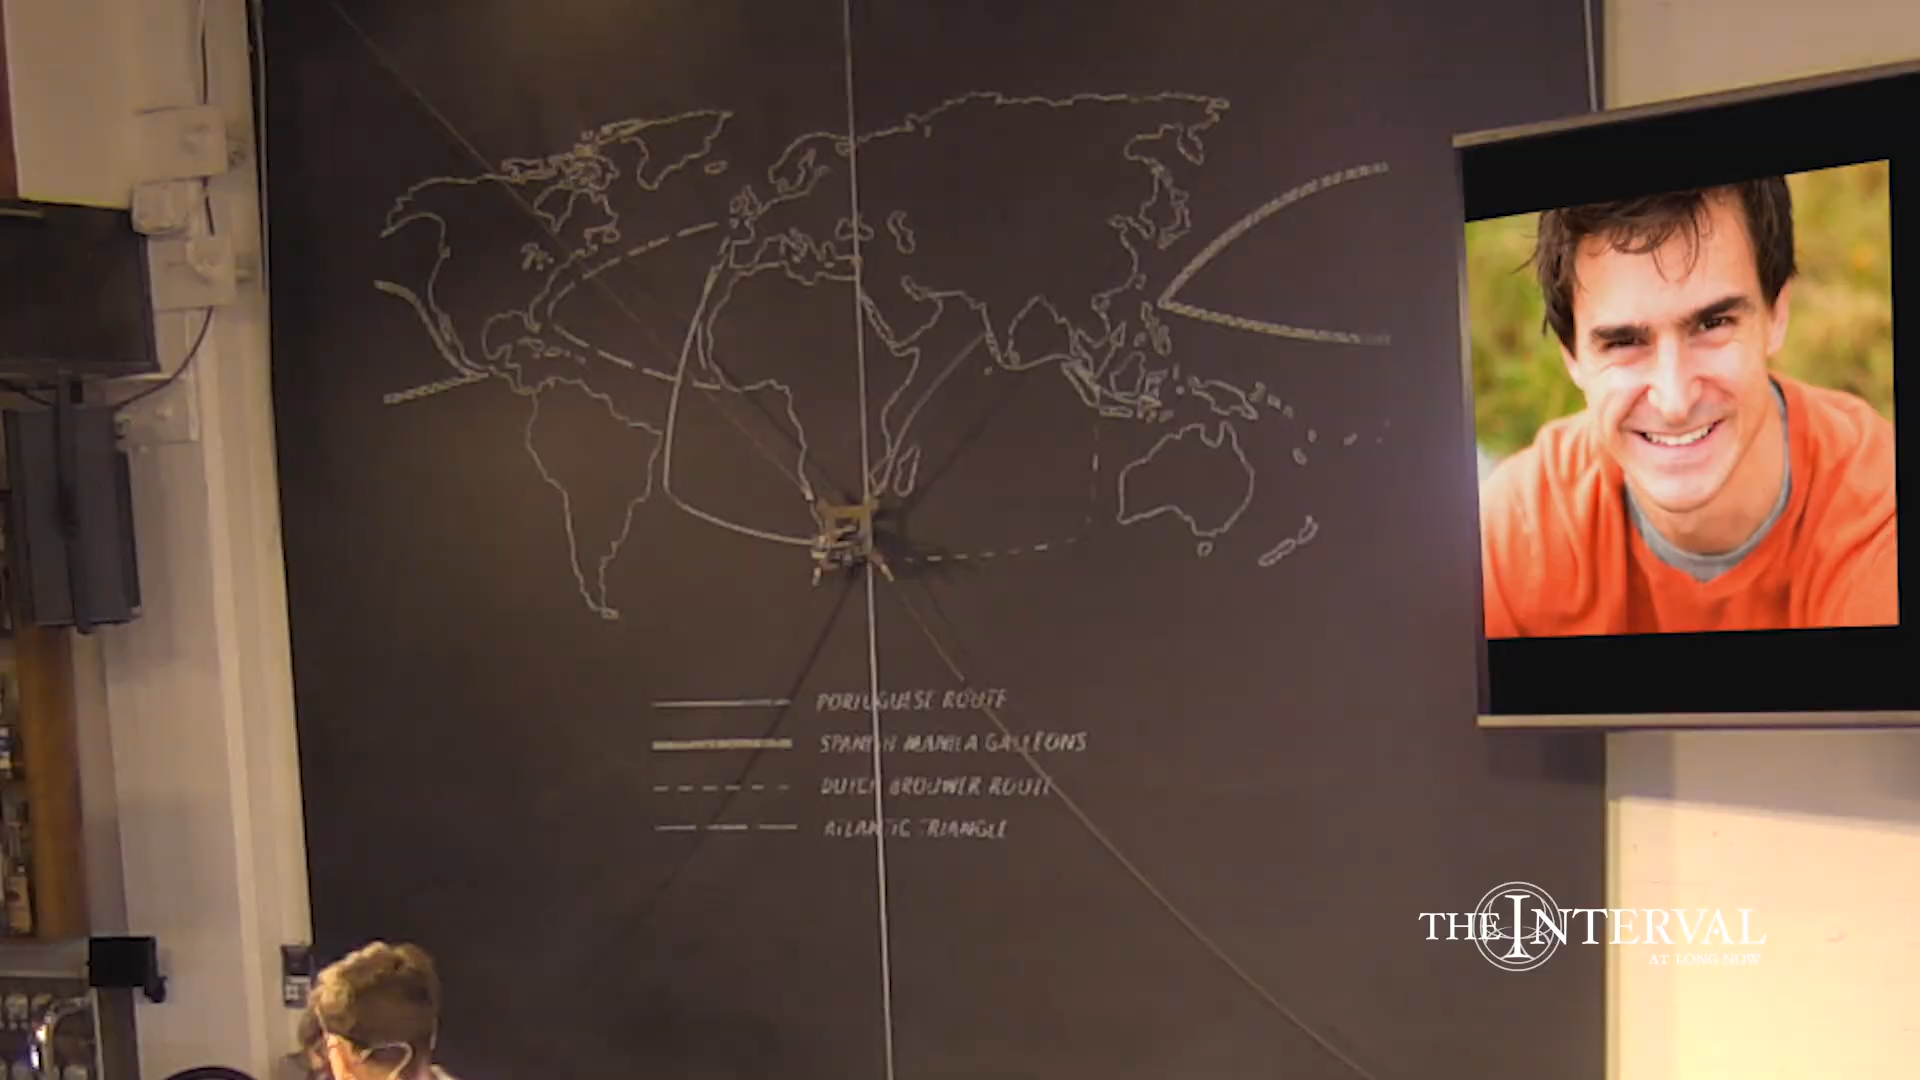 PORTUGUESE ROUTE
SPANISH MANILA GALLEONS
DUTCH BROUWER ROUTE
ATLANTIC TRIANGLE
THE INTERVAL
AT LONG NOW